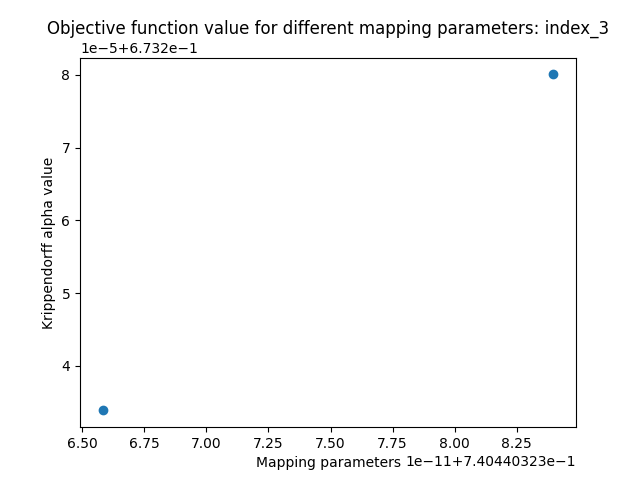 Objective function value for different mapping parameters: index_3
1e−5+6.732e−1
8
7
6
5
4
Krippendorff alpha value
6.50 6.75 7.00 7.25 7.50 7.75 8.00 8.25
Mapping parameters 1e−11+7.40440323e−1